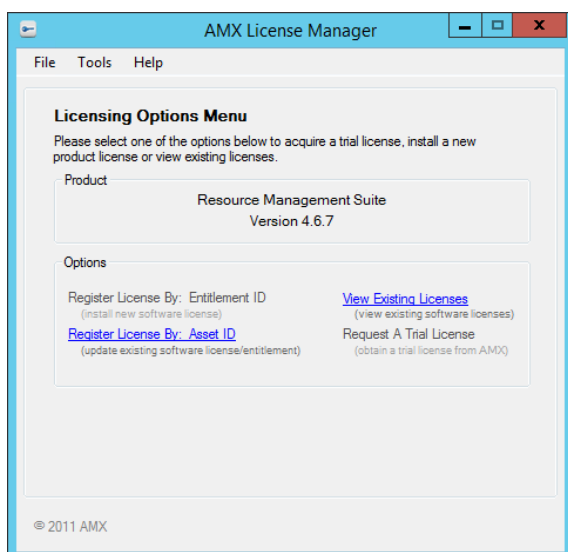 AMX License Manager
File Tools Help
Licensing Options Menu
Please select one of the options below to acquire a trial license, install a new
product license or view existing licenses.
Product
Resource Management Suite
Version 4.6.7
Options
Register License By: Entitlement ID
(install new software license)
Register License By: Asset ID
(update existing software license/entitlement)
View Existing Licenses
(view existing software licenses)
Request A Trial License
(obtain a trial license from AMX)
© 2011 AMX